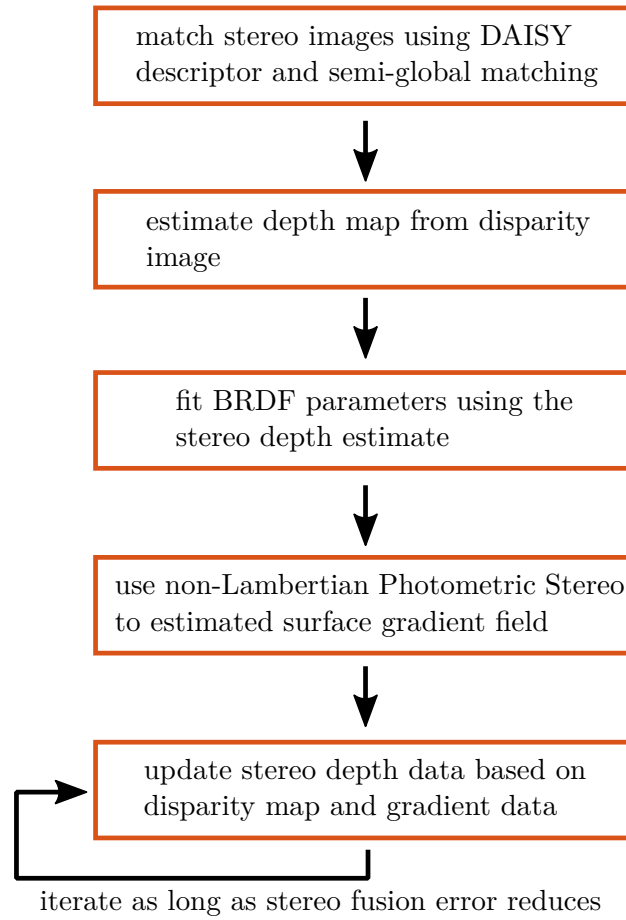 match stereo images using DAISY
descriptor and semi-global matching
estimate depth map from disparity
image
fit BRDF parameters using the
stereo depth estimate
use non-Lambertian Photometric Stereo
to estimated surface gradient field
update stereo depth data based on
disparity map and gradient data
iterate as long as stereo fusion error reduces